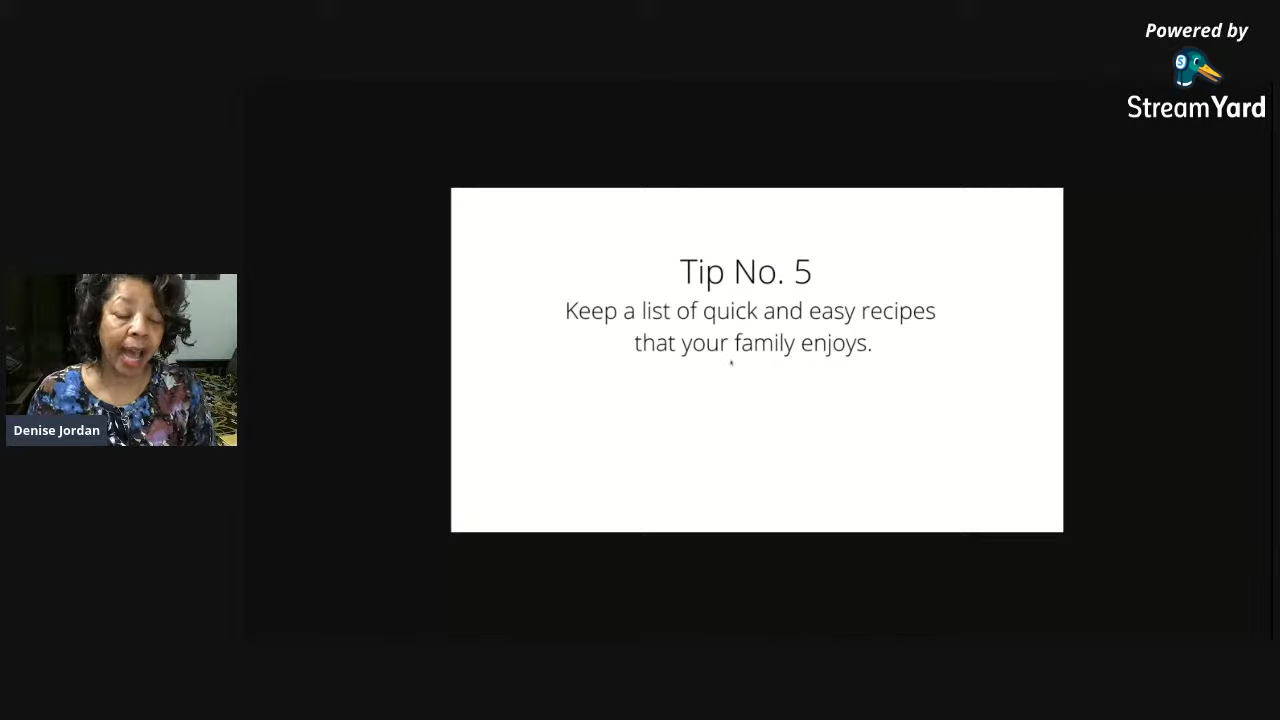 Powered by
StreamYard
Tip No. 5
Keep a list of quick and easy recipes
that your family enjoys.
Denise Jordan